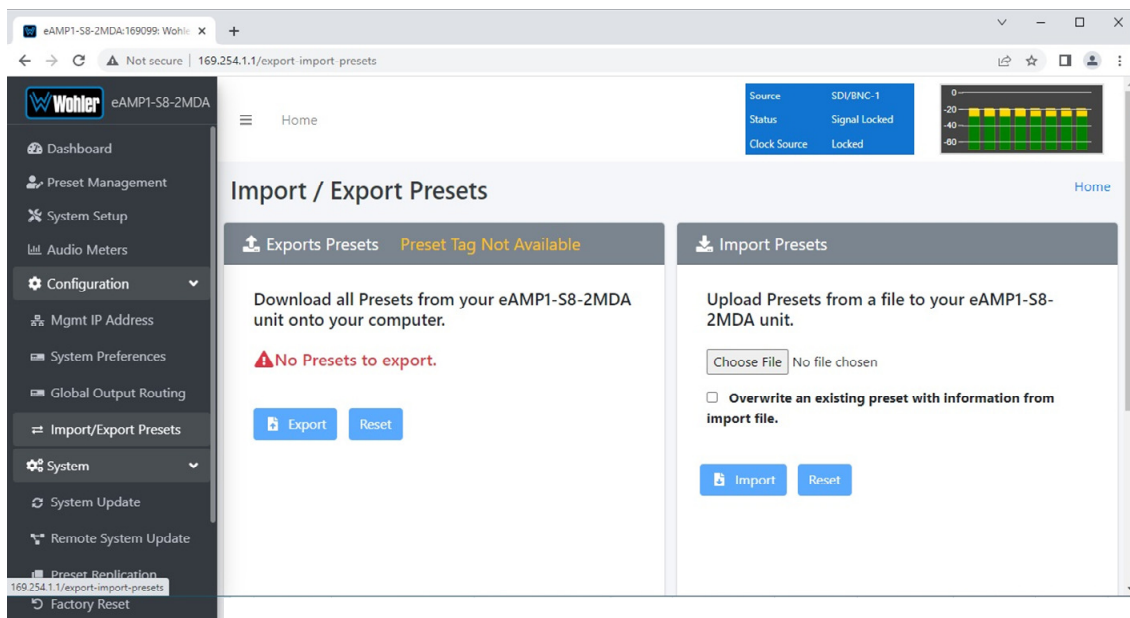 eAMP1-S8-2MDA:169099: Wohle
Not secure | 169.254.1.1/export-import-presets
Wohler eAMP1-S8-2MDA
Home
Source SDI/BNC-1
Status Signal Locked
Clock Source Locked
0
-20
-40
-60
Dashboard
Preset Management
System Setup
Audio Meters
Configuration
Mgmt IP Address
System Preferences
Global Output Routing
Import/Export Presets
System
System Update
Remote System Update
Preset Replication
169.254.1.1/export-import-presets
Factory Reset
Import / Export Presets
Home
Exports Presets Preset Tag Not Available
Download all Presets from your eAMP1-S8-2MDA
unit onto your computer.
No Presets to export.
Export Reset
Import Presets
Upload Presets from a file to your eAMP1-S8-
2MDA unit.
Choose File No file chosen
Overwrite an existing preset with information from
import file.
Import Reset